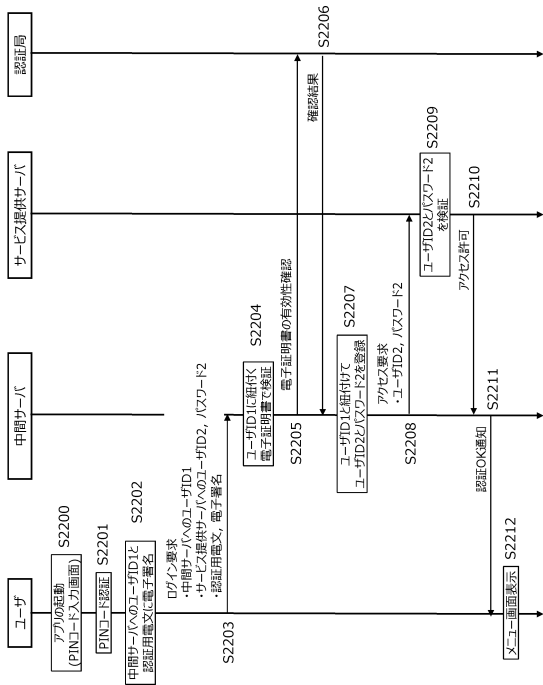 ユーザ
中間サーバ
サービス提供サーバ
認証局
アプリの起動
(PINコード入力画面)
S2200
PINコード認証
S2201
中間サーバへのユーザID1と
認証用電文に電子署名
S2202
ログイン要求
・中間サーバへのユーザID1
・サービス提供サーバへのユーザID2, パスワード2
・認証用電文, 電子署名
S2203
ユーザID1に紐付く
電子証明書で検証
S2204
電子証明書の有効性確認
S2205
確認結果
S2206
ユーザID1と紐付けて
ユーザID2とパスワード2を登録
S2207
アクセス要求
・ユーザID2, パスワード2
S2208
ユーザID2とパスワード2
を検証
S2209
アクセス許可
S2210
認証OK通知
S2211
メニュー画面表示
S2212